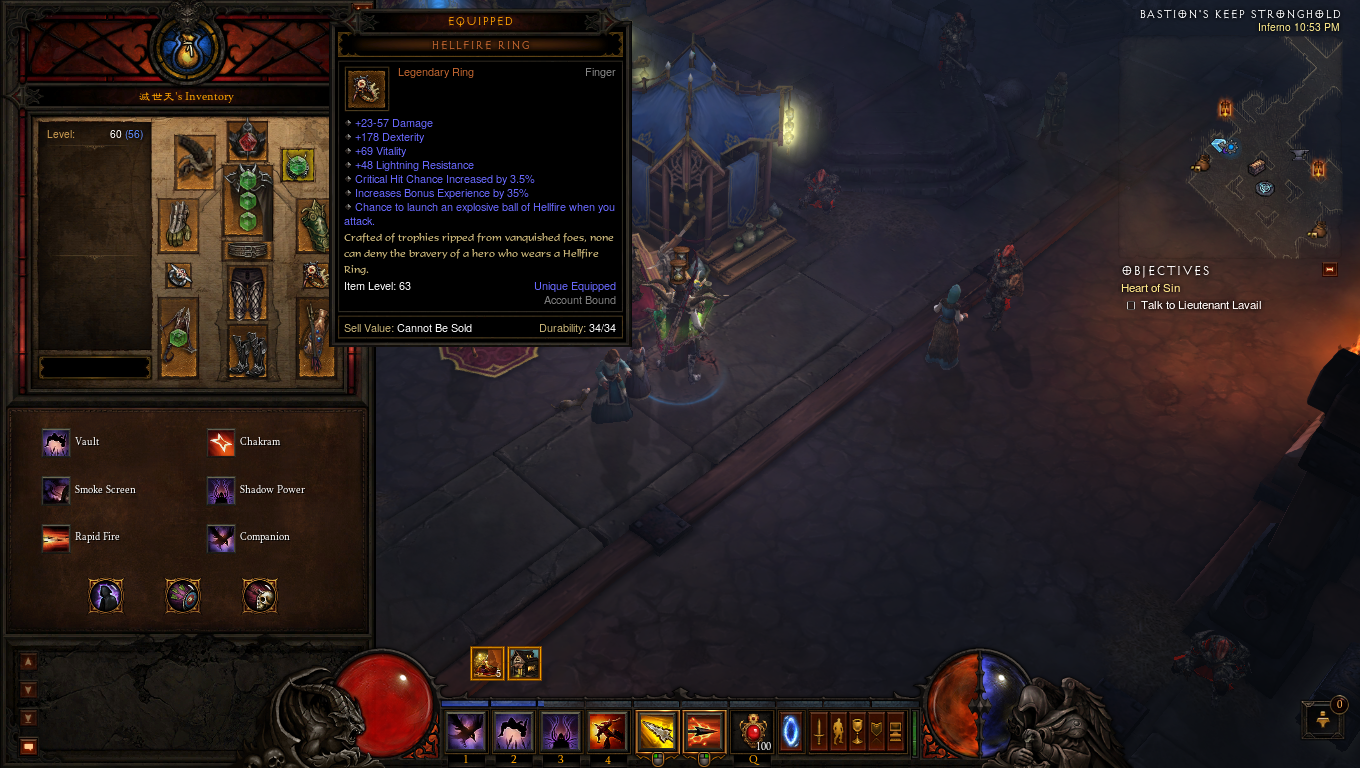 EQUIPPED
HELLFIRE RING
Legendary Ring
Finger
+23-57 Damage
+178 Dexterity
+69 Vitality
+48 Lightning Resistance
Critical Hit Chance Increased by 3.5%
Increases Bonus Experience by 35%
Chance to launch an explosive ball of Hellfire when you
attack.
Crafted of trophies ripped from vanquished foes, none
can deny the bravery of a hero who wears a Hellfire
Ring.
Item Level: 63
Unique Equipped
Account Bound
Sell Value: Cannot Be Sold
Durability: 34/34
滅世天's Inventory
Level: 60 (56)
Vault
Chakram
Smoke Screen
Shadow Power
Rapid Fire
Companion
BASTION'S KEEP STRONGHOLD
Inferno 10:53 PM
OBJECTIVES
Heart of Sin
Talk to Lieutenant Lavail
5
100
0
1
2
3
4
Q